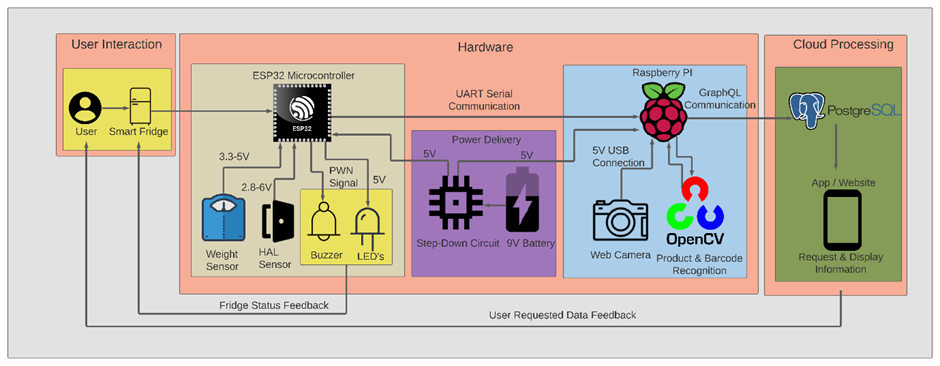 User Interaction
User
Smart Fridge
Hardware
ESP32 Microcontroller
ESP32
3.3-5V
2.8-6V
PWN
Signal
5V
Weight
Sensor
HAL
Sensor
Buzzer
LED's
UART Serial
Communication
Power Delivery
5V
5V
Step-Down Circuit
9V Battery
Raspberry PI
GraphQL
Communication
5V USB
Connection
Web Camera
OpenCV
Product & Barcode
Recognition
Cloud Processing
PostgreSQL
App / Website
Request & Display
Information
Fridge Status Feedback
User Requested Data Feedback